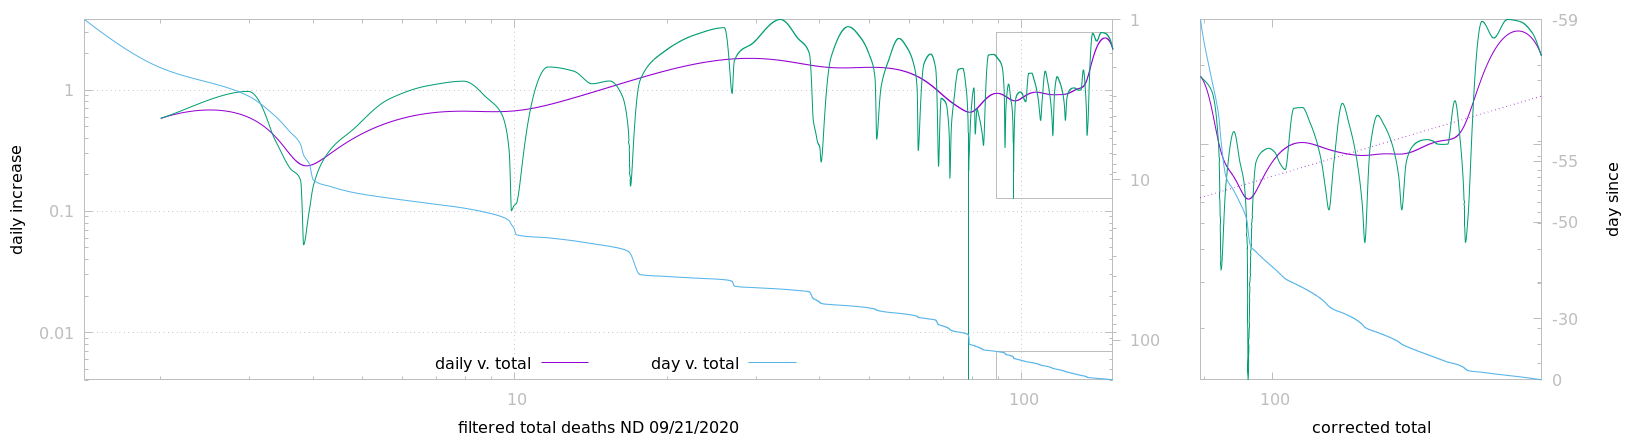 daily increase
1
0.1
0.01
10
100
1
10
100
daily v. total
day v. total
filtered total deaths ND 09/21/2020
100
-59
-55
-50
-30
0
day since
corrected total